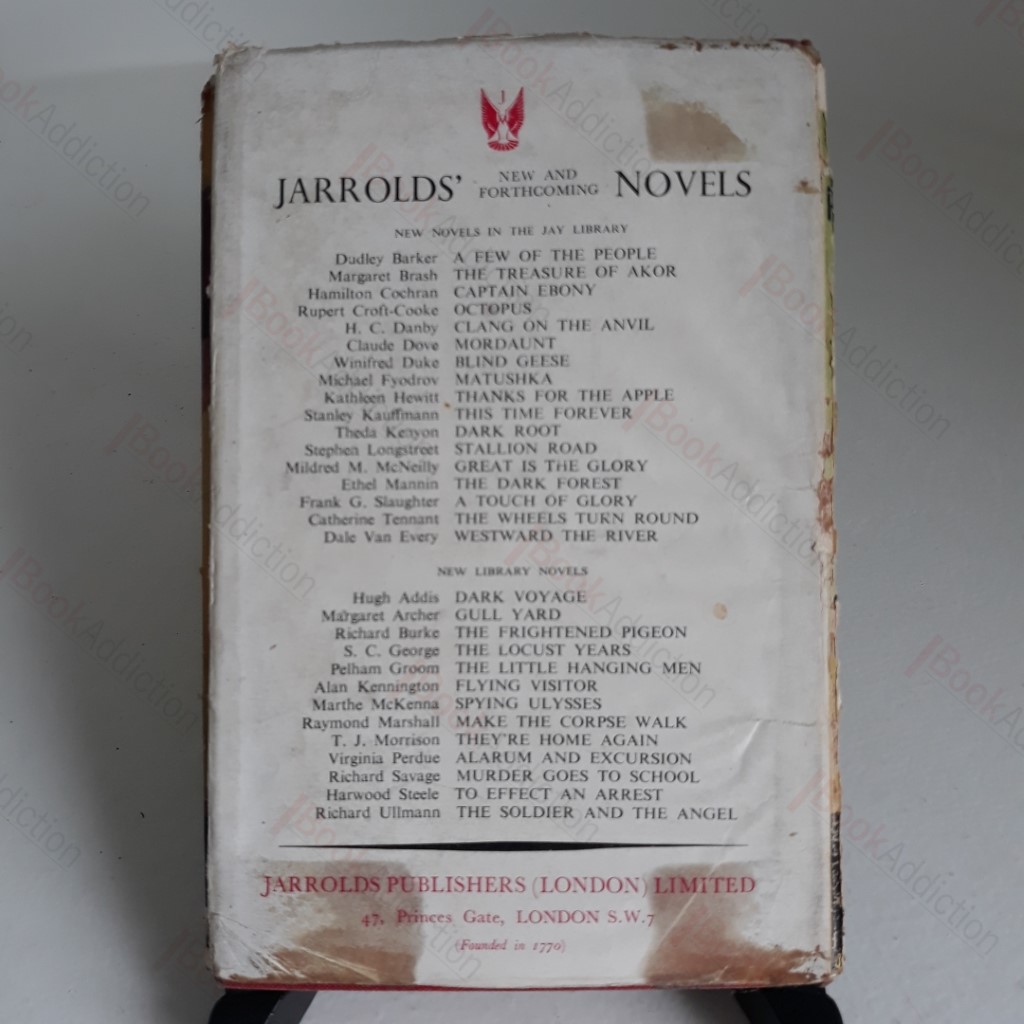 JARROLDS' NEW AND FORTHCOMING NOVELS
NEW NOVELS IN THE JAY LIBRARY
Dudley Barker A FEW OF THE PEOPLE
Margaret Brash THE TREASURE OF AKOR
Hamilton Cochran CAPTAIN EBONY
Rupert Croft-Cooke OCTOPUS
H. C. Danby CLANG ON THE ANVIL
Claude Dove MORDAUNT
Winifred Duke BLIND GEESE
Michael Fyodrov MATUSHKA
Kathleen Hewitt THANKS FOR THE APPLE
Stanley Kauffmann THIS TIME FOREVER
Theda Kenyon DARK ROOT
Stephen Longstreet STALLION ROAD
Mildred M. McNeilly GREAT IS THE GLORY
Ethel Mannin THE DARK FOREST
Frank G. Slaughter A TOUCH OF GLORY
Catherine Tennant THE WHEELS TURN ROUND
Dale Van Every WESTWARD THE RIVER
NEW LIBRARY NOVELS
Hugh Addis DARK VOYAGE
Margaret Archer GULL YARD
Richard Burke THE FRIGHTENED PIGEON
S. C. George THE LOCUST YEARS
Pelham Groom THE LITTLE HANGING MEN
Alan Kennington FLYING VISITOR
Marthe McKenna SPYING ULYSSES
Raymond Marshall MAKE THE CORPSE WALK
T. J. Morrison THEY'RE HOME AGAIN
Virginia Perdue ALARUM AND EXCURSION
Richard Savage MURDER GOES TO SCHOOL
Harwood Steele TO EFFECT AN ARREST
Richard Ullmann THE SOLDIER AND THE ANGEL
JARROLDS PUBLISHERS (LONDON) LIMITED
47, Princes Gate, LONDON S.W.7
(Founded in 1770)
BookAddiction